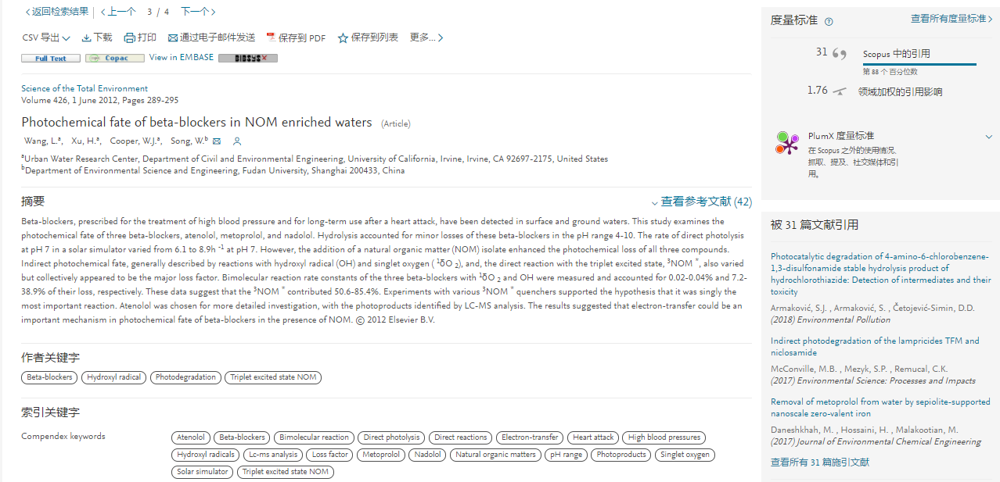 返回检索结果 | 上一个 3 / 4 下一个
CSV 导出 下载 打印 通过电子邮件发送 保存到 PDF 保存到列表 更多...
Full Text Copac View in EMBASE BIBSYS
Science of the Total Environment
Volume 426, 1 June 2012, Pages 289-295
Photochemical fate of beta-blockers in NOM enriched waters (Article)
Wang, L.a, Xu, H.a, Cooper, W.J.a, Song, W.b
aUrban Water Research Center, Department of Civil and Environmental Engineering, University of California, Irvine, Irvine, CA 92697-2175, United States
bDepartment of Environmental Science and Engineering, Fudan University, Shanghai 200433, China
摘要 查看参考文献 (42)
Beta-blockers, prescribed for the treatment of high blood pressure and for long-term use after a heart attack, have been detected in surface and ground waters. This study examines the
photochemical fate of three beta-blockers, atenolol, metoprolol, and nadolol. Hydrolysis accounted for minor losses of these beta-blockers in the pH range 4-10. The rate of direct photolysis
at pH 7 in a solar simulator varied from 6.1 to 8.9h -1 at pH 7. However, the addition of a natural organic matter (NOM) isolate enhanced the photochemical loss of all three compounds.
Indirect photochemical fate, generally described by reactions with hydroxyl radical (OH) and singlet oxygen ( 1δO 2), and, the direct reaction with the triplet excited state, 3NOM *, also varied
but collectively appeared to be the major loss factor. Bimolecular reaction rate constants of the three beta-blockers with 1δO 2 and OH were measured and accounted for 0.02-0.04% and 7.2-
38.9% of their loss, respectively. These data suggest that the 3NOM * contributed 50.6-85.4%. Experiments with various 3NOM * quenchers supported the hypothesis that it was singly the
most important reaction. Atenolol was chosen for more detailed investigation, with the photoproducts identified by LC-MS analysis. The results suggested that electron-transfer could be an
important mechanism in photochemical fate of beta-blockers in the presence of NOM. © 2012 Elsevier B.V.
作者关键字
Beta-blockers Hydroxyl radical Photodegradation Triplet excited state NOM
索引关键字
Compendex keywords
Atenolol Beta-blockers Bimolecular reaction Direct photolysis Direct reactions Electron-transfer Heart attack High blood pressures
Hydroxyl radicals Lc-ms analysis Loss factor Metoprolol Nadolol Natural organic matters pH range Photoproducts Singlet oxygen
Solar simulator Triplet excited state NOM
度量标准 查看所有度量标准
31 Scopus 中的引用
第 88 个 百分位数
1.76 领域加权的引用影响
PlumX 度量标准
在 Scopus 之外的使用情况、
抓取、提及、社交媒体和引
用。
被 31 篇文献引用
Photocatalytic degradation of 4-amino-6-chlorobenzene-
1,3-disulfonamide stable hydrolysis product of
hydrochlorothiazide: Detection of intermediates and their
toxicity
Armaković, S.J. , Armaković, S. , Četojević-Simin, D.D.
(2018) Environmental Pollution
Indirect photodegradation of the lampricides TFM and
niclosamide
McConville, M.B. , Mezyk, S.P. , Remucal, C.K.
(2017) Environmental Science: Processes and Impacts
Removal of metoprolol from water by sepiolite-supported
nanoscale zero-valent iron
Daneshkhah, M. , Hossaini, H. , Malakootian, M.
(2017) Journal of Environmental Chemical Engineering
查看所有 31 篇施引文献